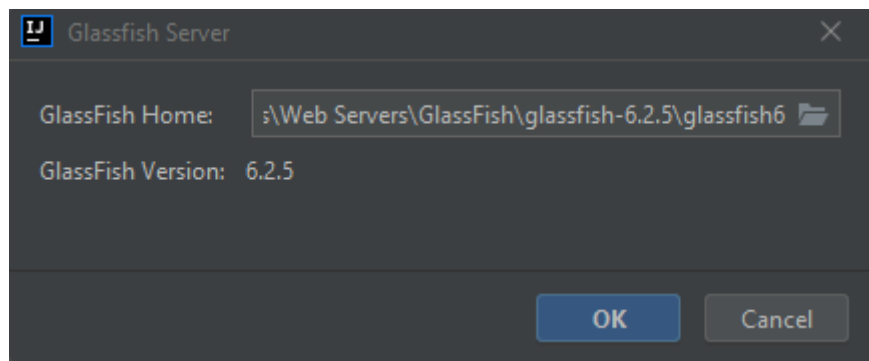 IJ Glassfish Server
GlassFish Home: s\Web Servers\GlassFish\glassfish-6.2.5\glassfish6
GlassFish Version: 6.2.5
OK Cancel